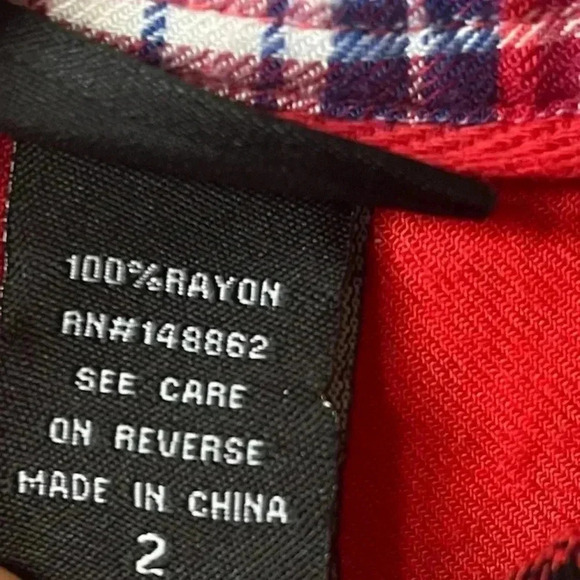 100%RAYON
RN#148862
SEE CARE
ON REVERSE
MADE IN CHINA
2